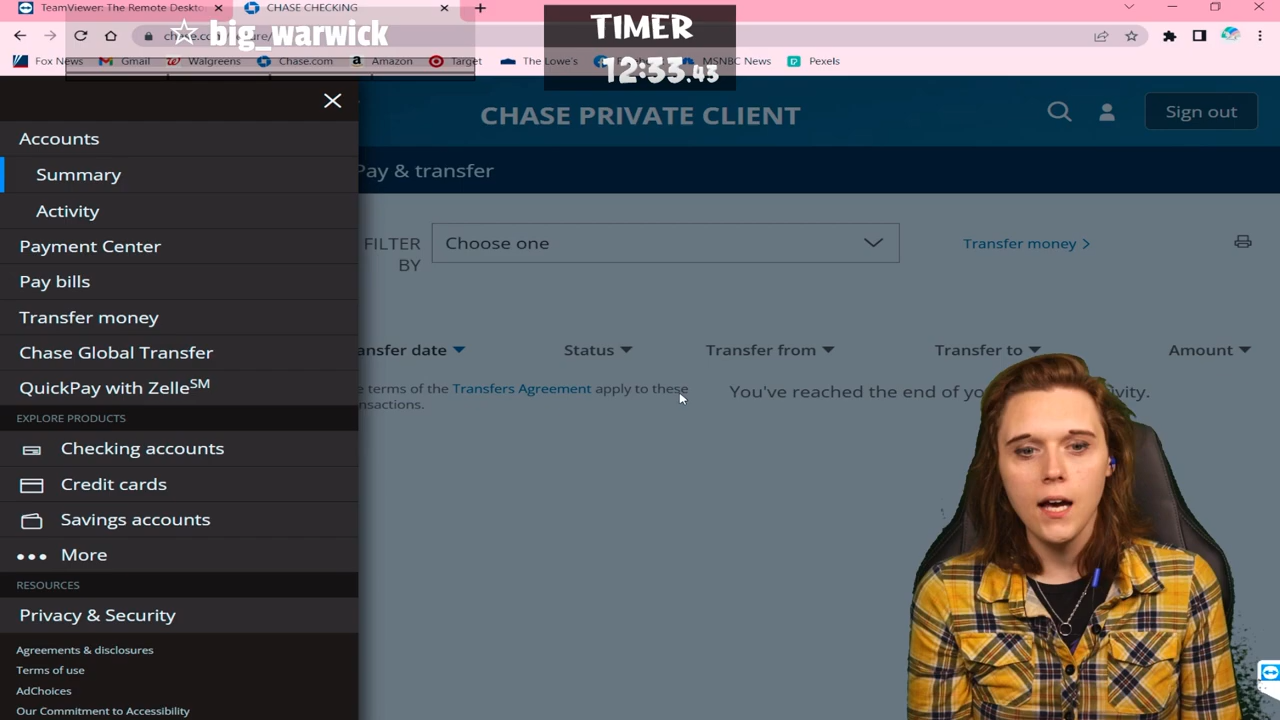 TeamViewer: The Remote Deskto
CHASE CHECKING
TIMER
12:33.43
☆ big_warwick
Fox News
Gmail
Walgreens
Chase.com
Amazon
Target
The Lowe's
MSNBC News
Pexels
Accounts
Summary
Activity
Payment Center
Pay bills
Transfer money
Chase Global Transfer
QuickPay with ZelleSM
EXPLORE PRODUCTS
Checking accounts
Credit cards
Savings accounts
More
RESOURCES
Privacy & Security
Agreements & disclosures
Terms of use
AdChoices
Our Commitment to Accessibility
CHASE PRIVATE CLIENT
Sign out
Pay & transfer
FILTER BY
Choose one
Transfer money
ansfer date
Status
Transfer from
Transfer to
Amount
e terms of the Transfers Agreement apply to these
nsactions.
You've reached the end of yo